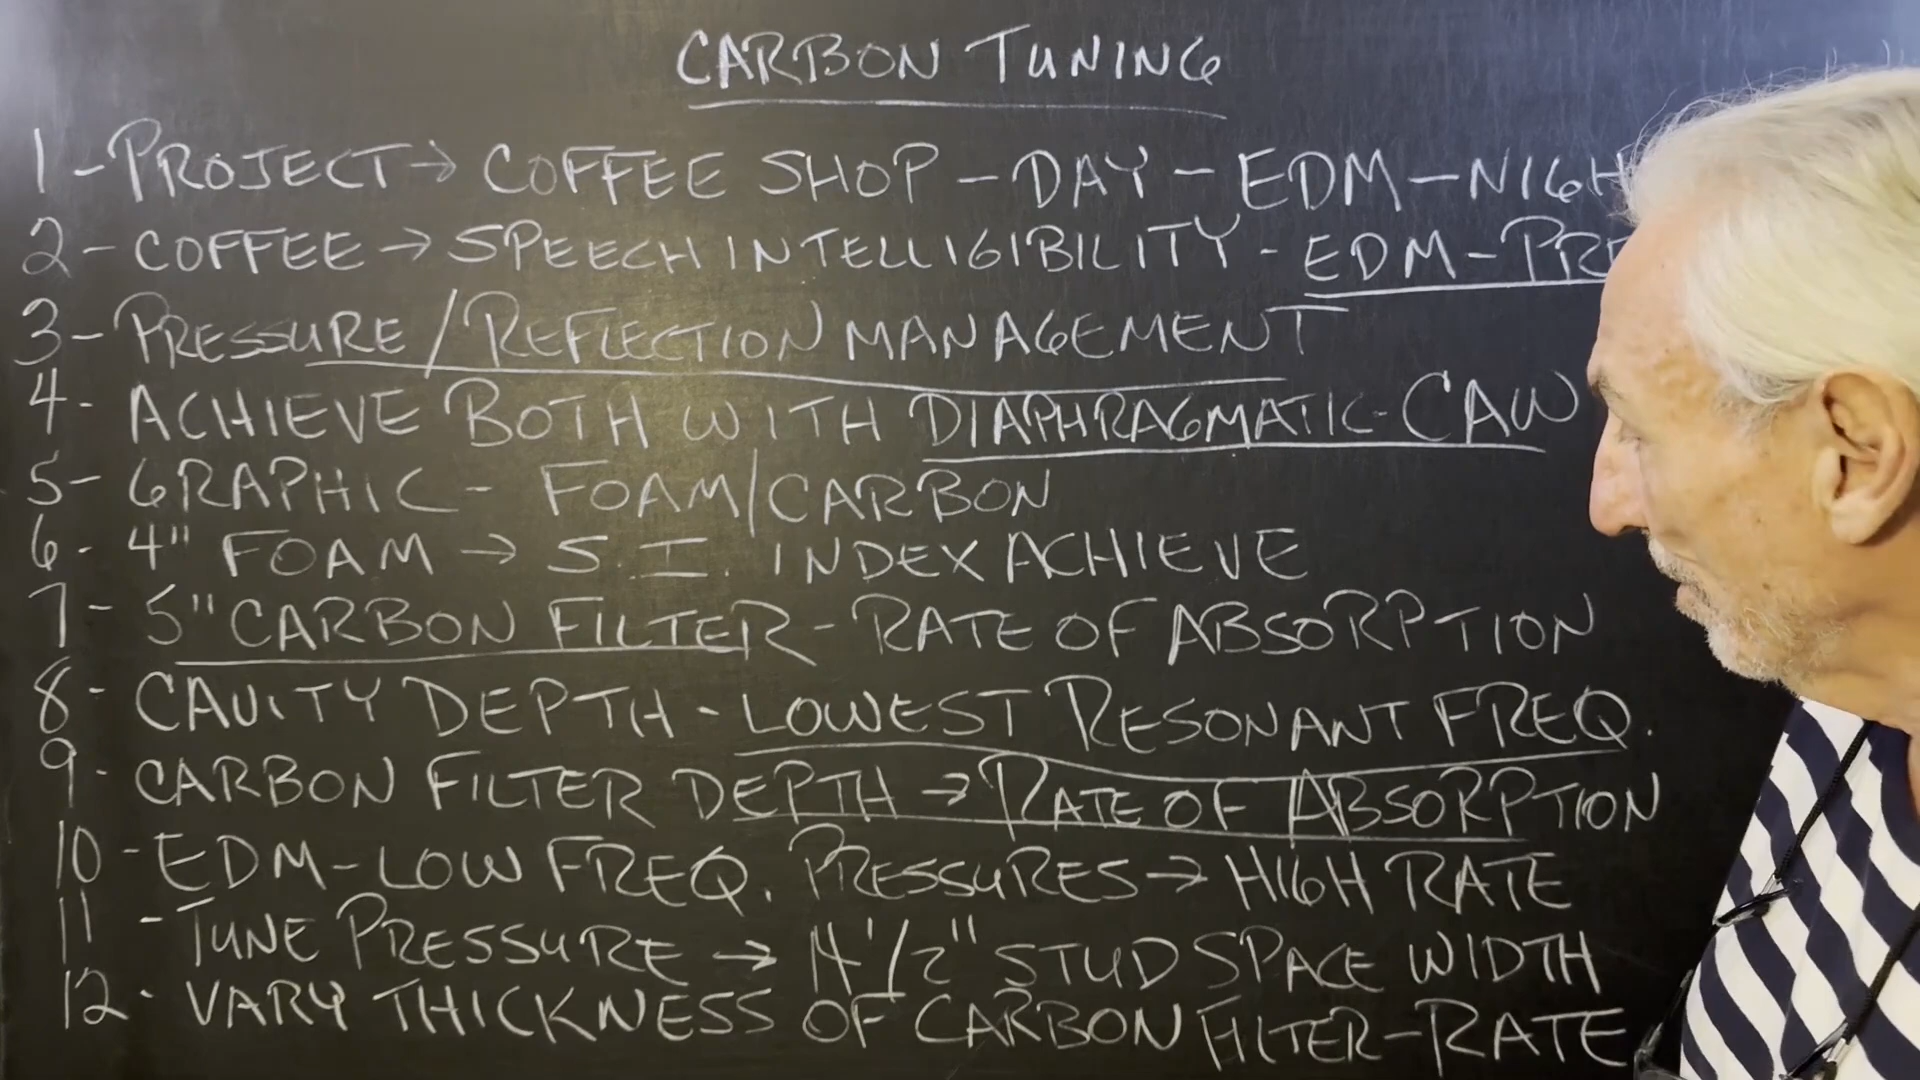 CARBON TUNING
1 - PROJECT → COFFEE SHOP - DAY - EDM - NIGH
2 - COFFEE → SPEECH INTELLIGIBILITY - EDM - PRE
3 - PRESSURE / REFLECTION MANAGEMENT
4 - ACHIEVE BOTH WITH DIAPHRAGMATIC - CAW
5 - GRAPHIC - FOAM/CARBON
6 - 4" FOAM → S.I. INDEX ACHIEVE
7 - 5" CARBON FILTER - RATE OF ABSORPTION
8 - CAVITY DEPTH - LOWEST RESONANT FREQ.
9 - CARBON FILTER DEPTH → RATE OF ABSORPTION
10 - EDM - LOW FREQ. PRESSURES → HIGH RATE
11 - TUNE PRESSURE → 14 1/2" STUD SPACE WIDTH
12 - VARY THICKNESS OF CARBON FILTER - RATE